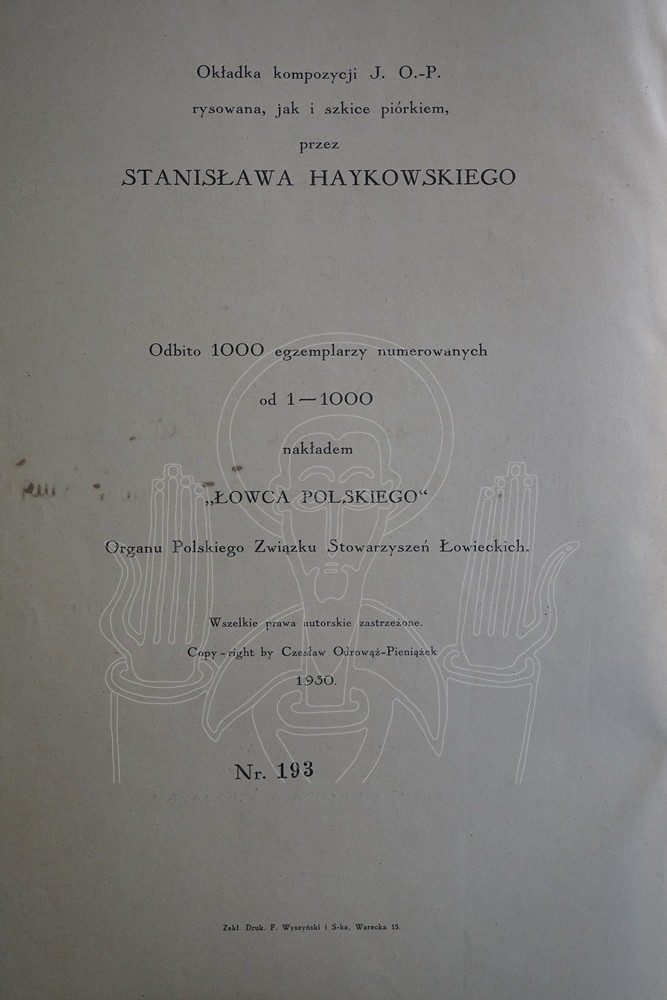 Okładka kompozycji J. O.-P.
rysowana, jak i szkice piórkiem,
przez
STANISŁAWA HAYKOWSKIEGO
Odbito 1000 egzemplarzy numerowanych
od 1—1000
nakładem
„ŁOWCA POLSKIEGO“
Organu Polskiego Związku Stowarzyszeń Łowieckich.
Wszelkie prawa autorskie zastrzeżone.
Copy-right by Czesław Odrowąż-Pieniążek
1930.
Nr. 193
Zakł. Druk. F. Wyszyński i S-ka, Warecka 15.